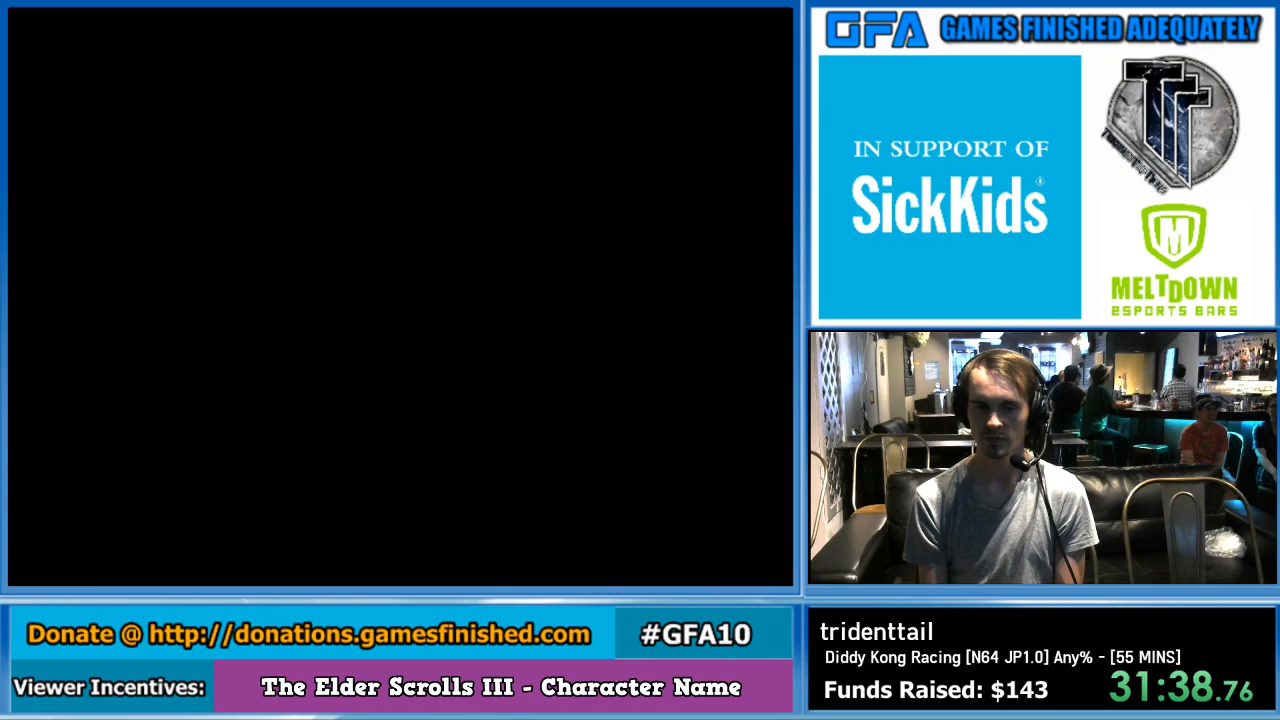 GFA GAMES FINISHED ADEQUATELY
IN SUPPORT OF
SickKids
MELTDOWN
ESPORTS BARS
Donate @ http://donations.gamesfinished.com
#GFA10
Viewer Incentives:
The Elder Scrolls III - Character Name
tridenttail
Diddy Kong Racing [N64 JP1.0] Any% - [55 MINS]
Funds Raised: $143
31:38.76